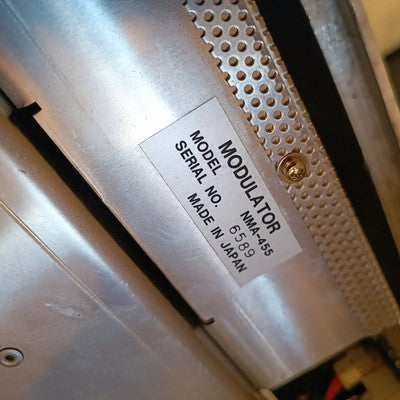 MODULATOR
MODEL NMA-455
SERIAL NO. 6589
MADE IN JAPAN